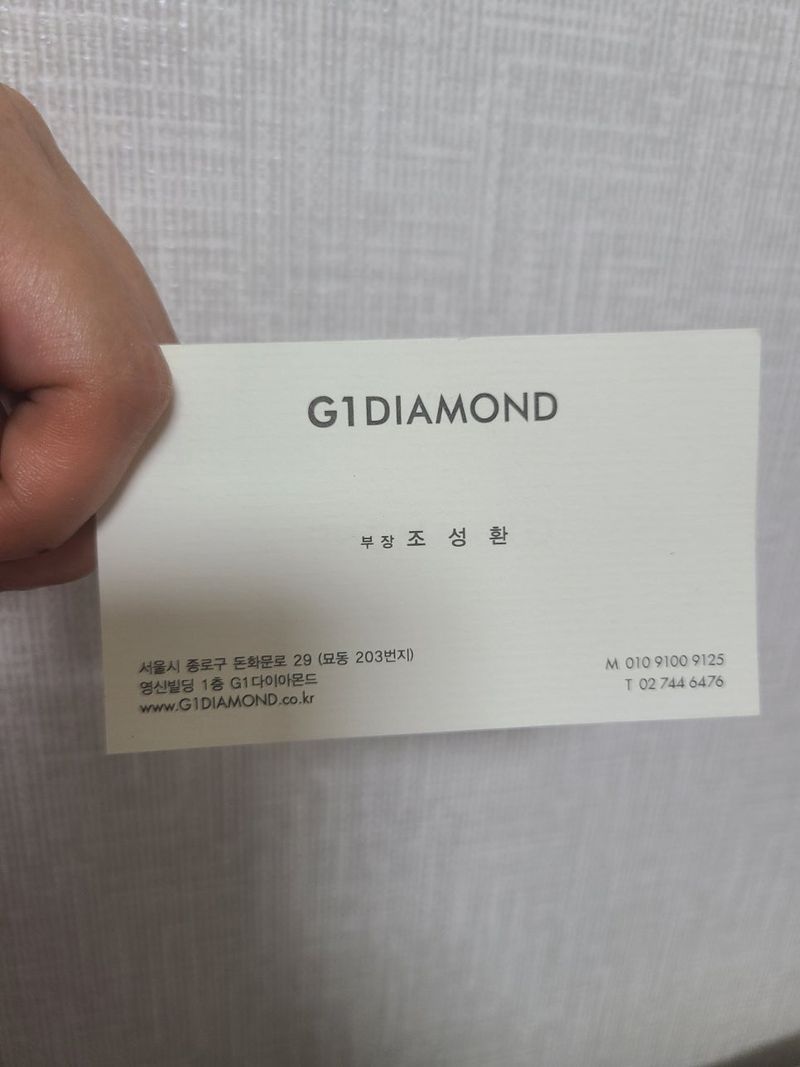 G1DIAMOND
부장 조성환
서울시 종로구 돈화문로 29 (묘동 203번지)
영신빌딩 1층 G1다이아몬드
www.G1DIAMOND.co.kr
M 010 9100 9125
T 02 744 6476